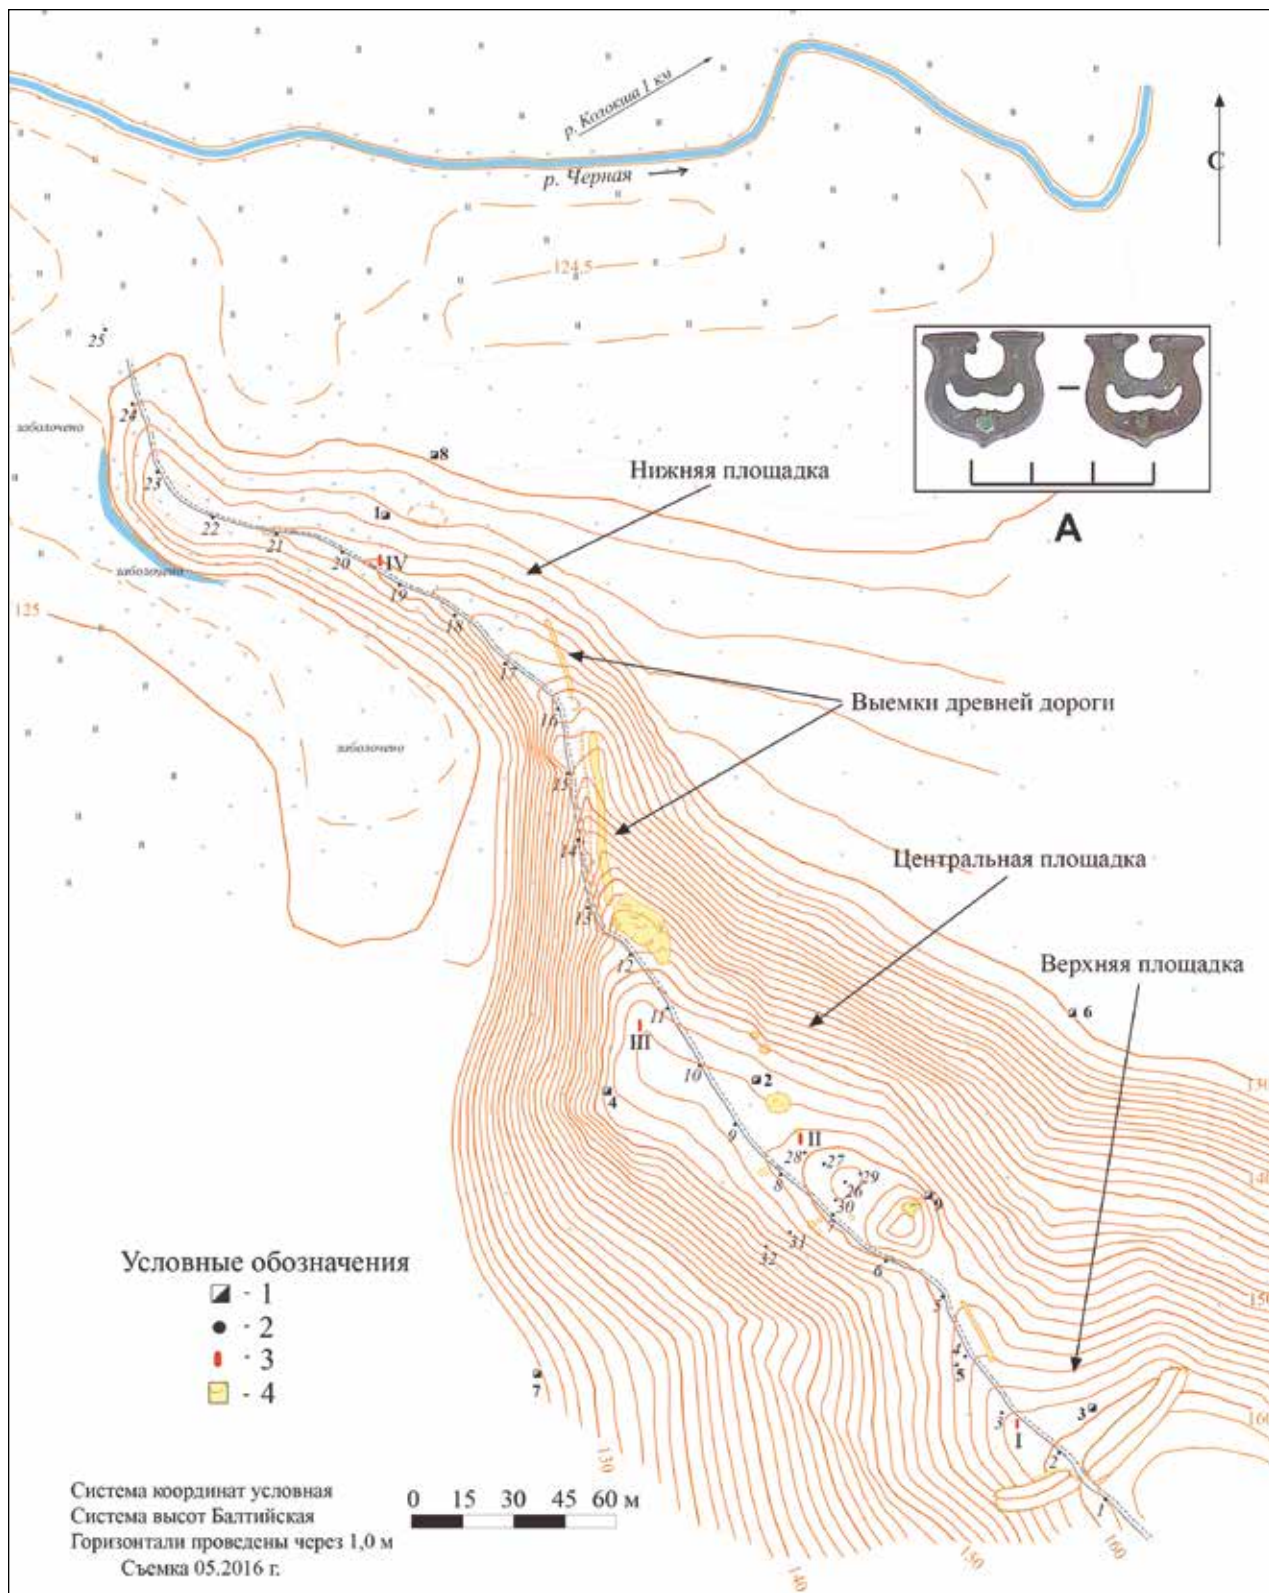 р. Колокша 1 км
р. Черная
С
124,5
25
24
заболочено
8
Нижняя площадка
А
23
1
22
21
20
IV
заболочено
19
125
18
17
Выемки древней дороги
16
заболочено
15
14
Центральная площадка
13
12
Верхняя площадка
11
6
III
10
2
130
4
9
II
28
27
29
140
8
26
9
30
7
31
32
6
Условные обозначения
- 1
- 2
- 3
- 4
5
150
4
5
7
3
3
I
160
2
1
130
140
150
160
Система координат условная
Система высот Балтийская
Горизонтали проведены через 1,0 м
Съемка 05.2016 г.
0 15 30 45 60 м